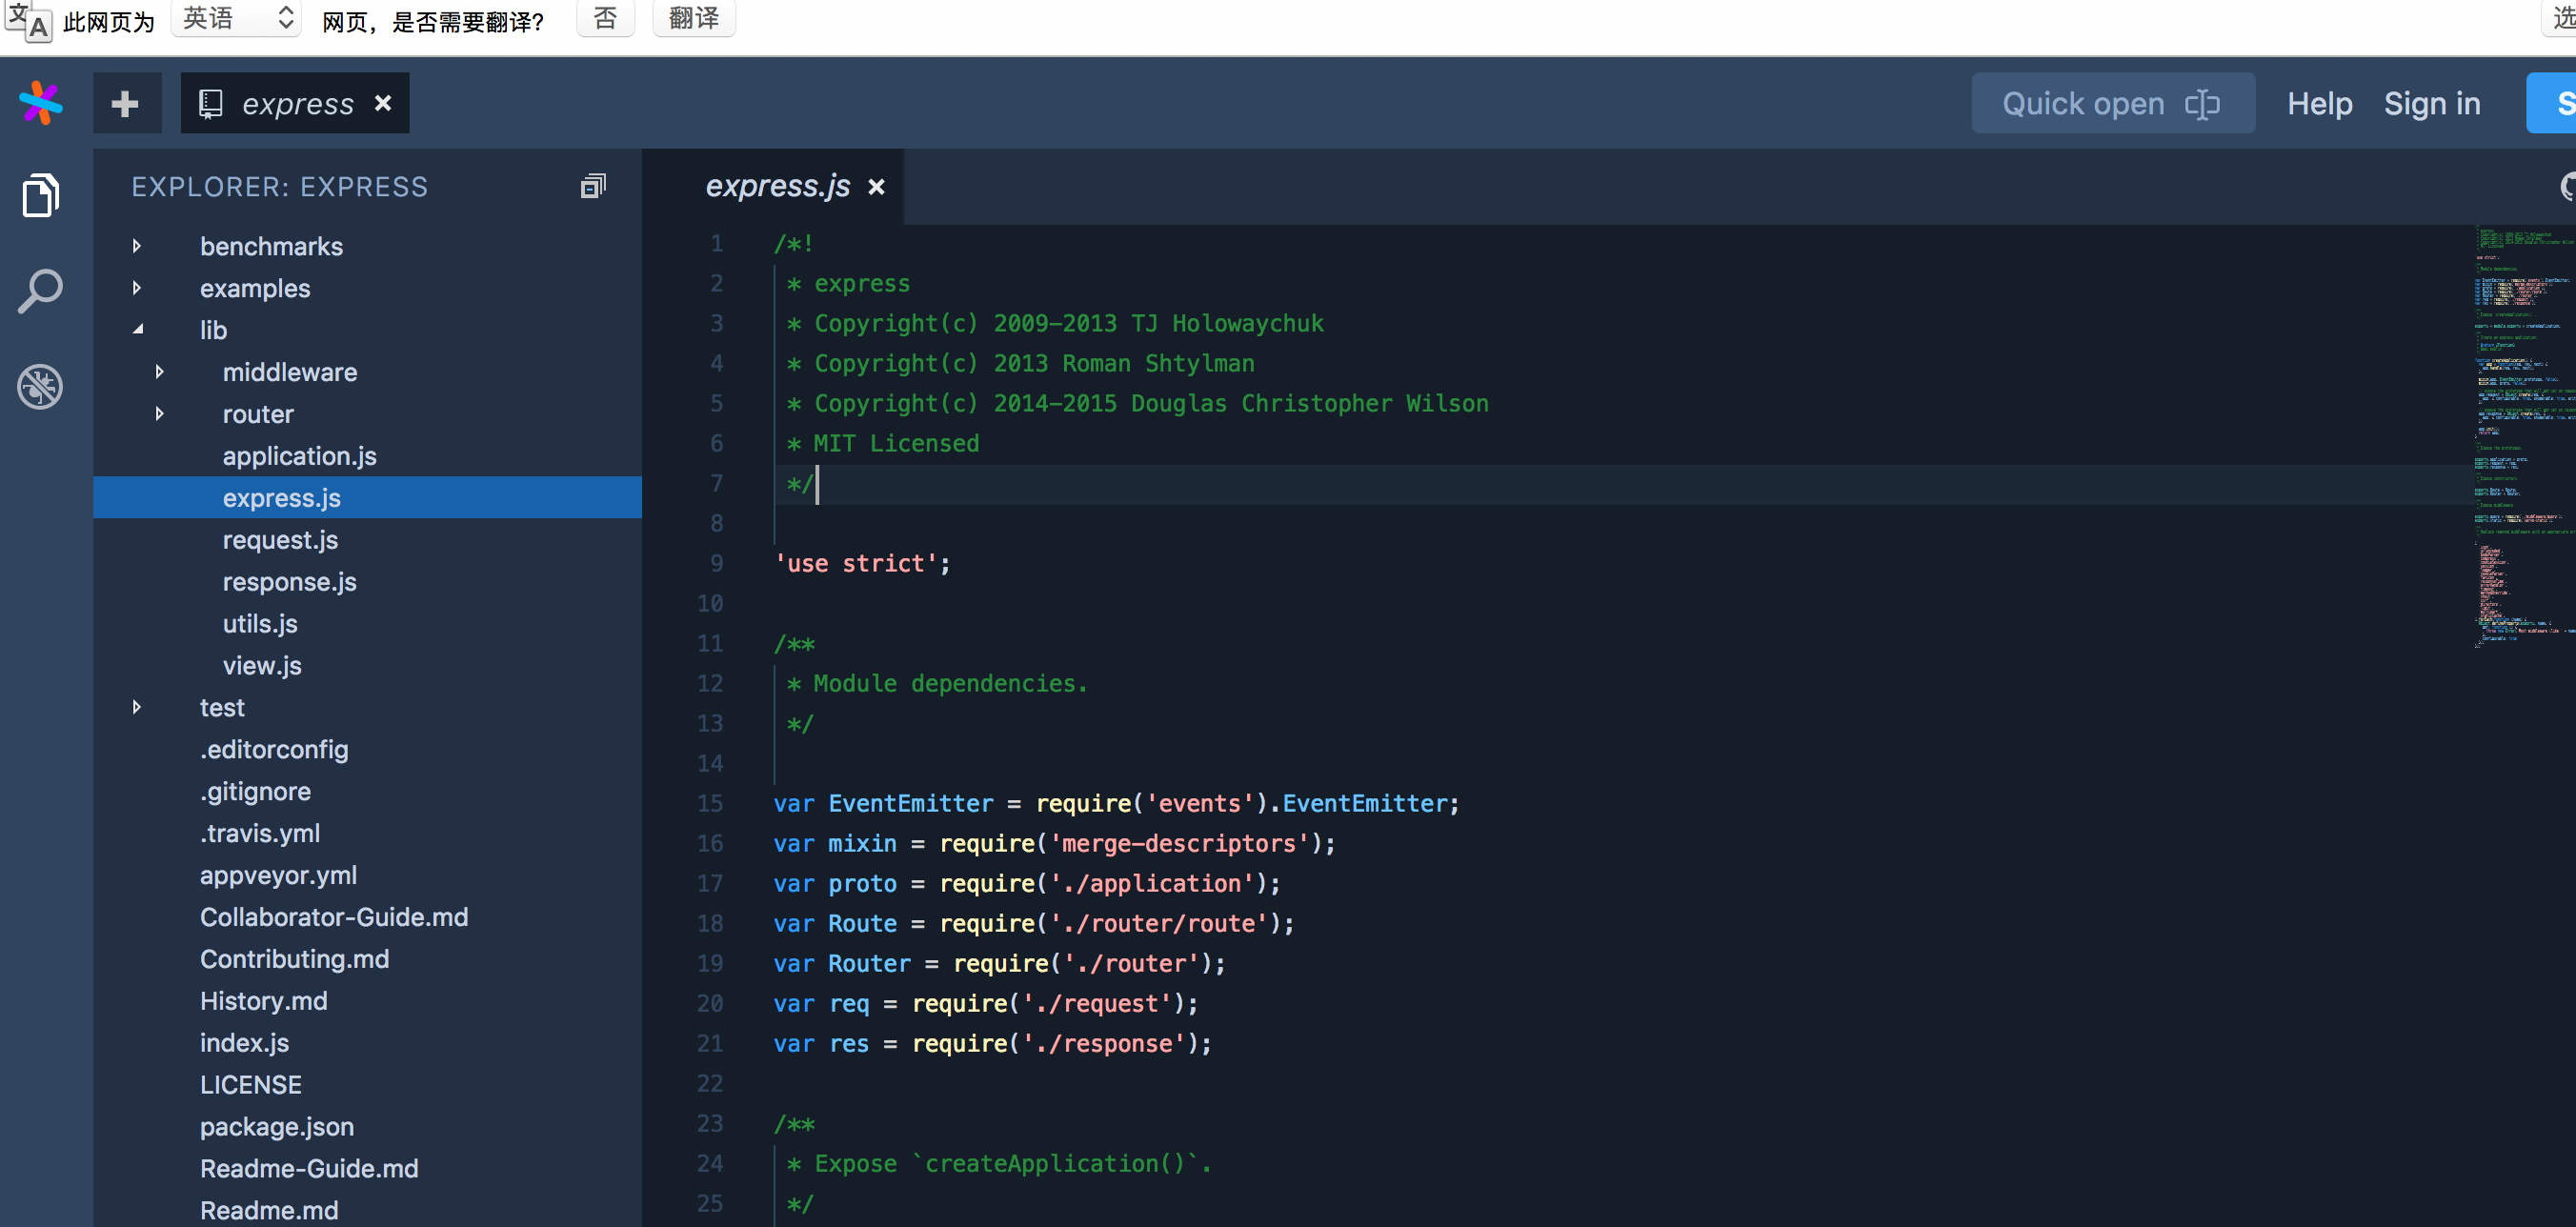 此网页为 英语 网页，是否需要翻译? 否 翻译
express
Quick open Help Sign in
EXPLORER: EXPRESS
benchmarks
examples
lib
middleware
router
application.js
express.js
request.js
response.js
utils.js
view.js
test
.editorconfig
.gitignore
.travis.yml
appveyor.yml
Collaborator-Guide.md
Contributing.md
History.md
index.js
LICENSE
package.json
Readme-Guide.md
Readme.md
express.js
1 /*!
2 * express
3 * Copyright(c) 2009-2013 TJ Holowaychuk
4 * Copyright(c) 2013 Roman Shtylman
5 * Copyright(c) 2014-2015 Douglas Christopher Wilson
6 * MIT Licensed
7 */
8
9 'use strict';
10
11 /**
12 * Module dependencies.
13 */
14
15 var EventEmitter = require('events').EventEmitter;
16 var mixin = require('merge-descriptors');
17 var proto = require('./application');
18 var Route = require('./router/route');
19 var Router = require('./router');
20 var req = require('./request');
21 var res = require('./response');
22
23 /**
24 * Expose `createApplication()`.
25 */